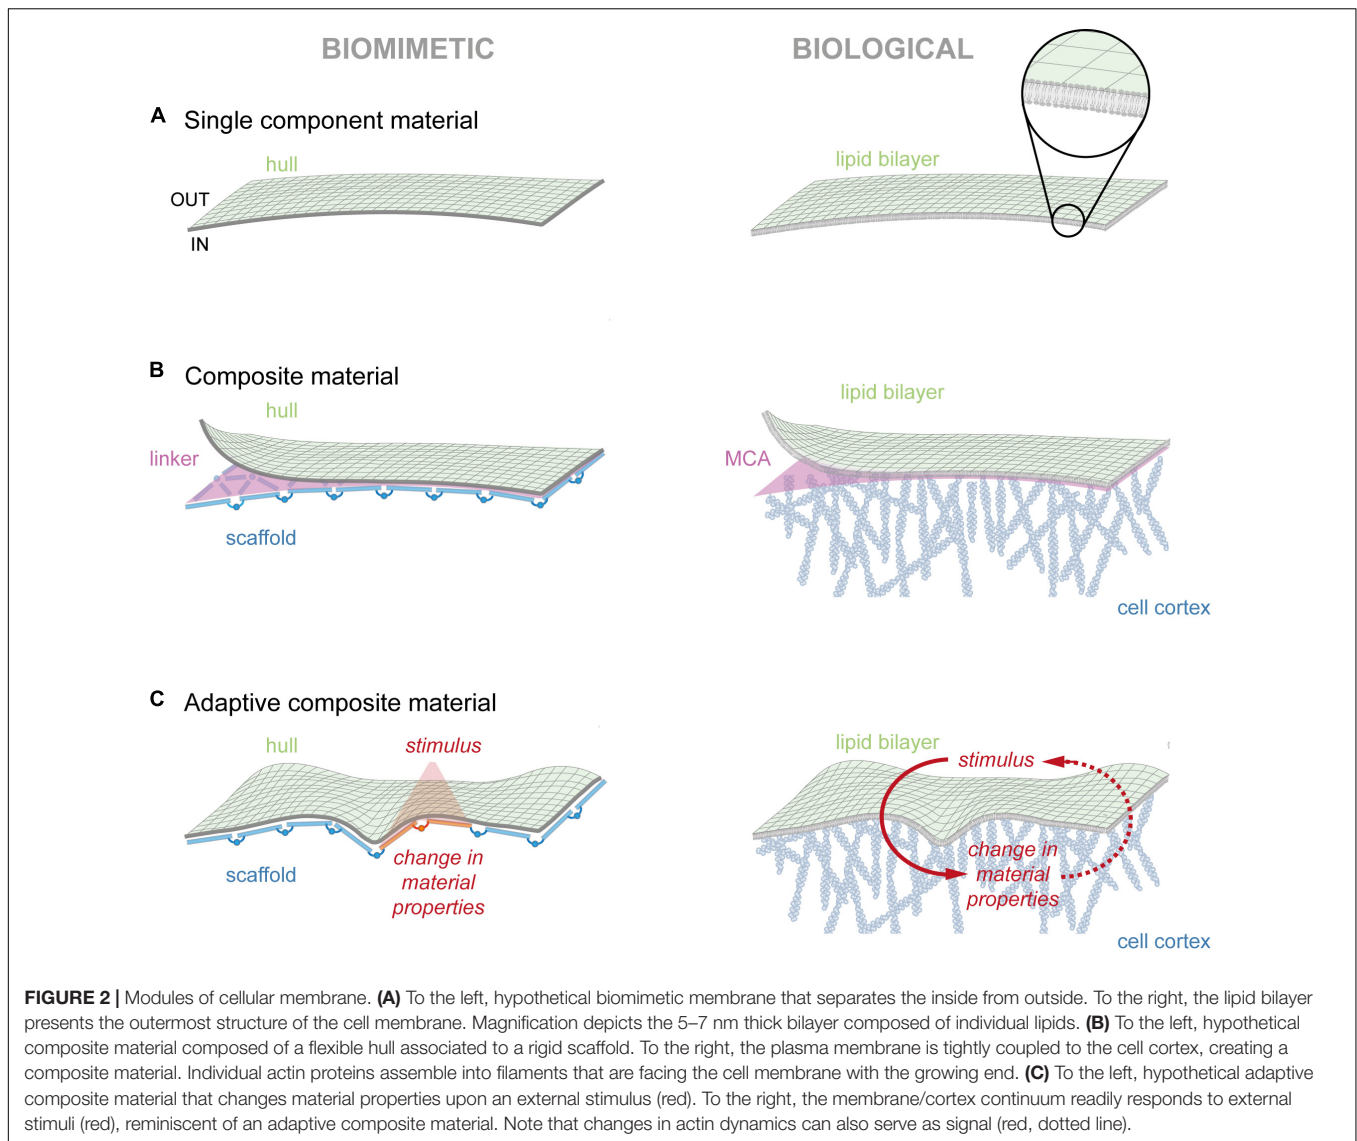 BIOMIMETIC
BIOLOGICAL
A Single component material
hull
OUT
IN
lipid bilayer
B Composite material
hull
linker
scaffold
lipid bilayer
MCA
cell cortex
C Adaptive composite material
hull
stimulus
scaffold
change in
material
properties
lipid bilayer
stimulus
change in
material
properties
cell cortex
FIGURE 2 | Modules of cellular membrane. (A) To the left, hypothetical biomimetic membrane that separates the inside from outside. To the right, the lipid bilayer
presents the outermost structure of the cell membrane. Magnification depicts the 5–7 nm thick bilayer composed of individual lipids. (B) To the left, hypothetical
composite material composed of a flexible hull associated to a rigid scaffold. To the right, the plasma membrane is tightly coupled to the cell cortex, creating a
composite material. Individual actin proteins assemble into filaments that are facing the cell membrane with the growing end. (C) To the left, hypothetical adaptive
composite material that changes material properties upon an external stimulus (red). To the right, the membrane/cortex continuum readily responds to external
stimuli (red), reminiscent of an adaptive composite material. Note that changes in actin dynamics can also serve as signal (red, dotted line).